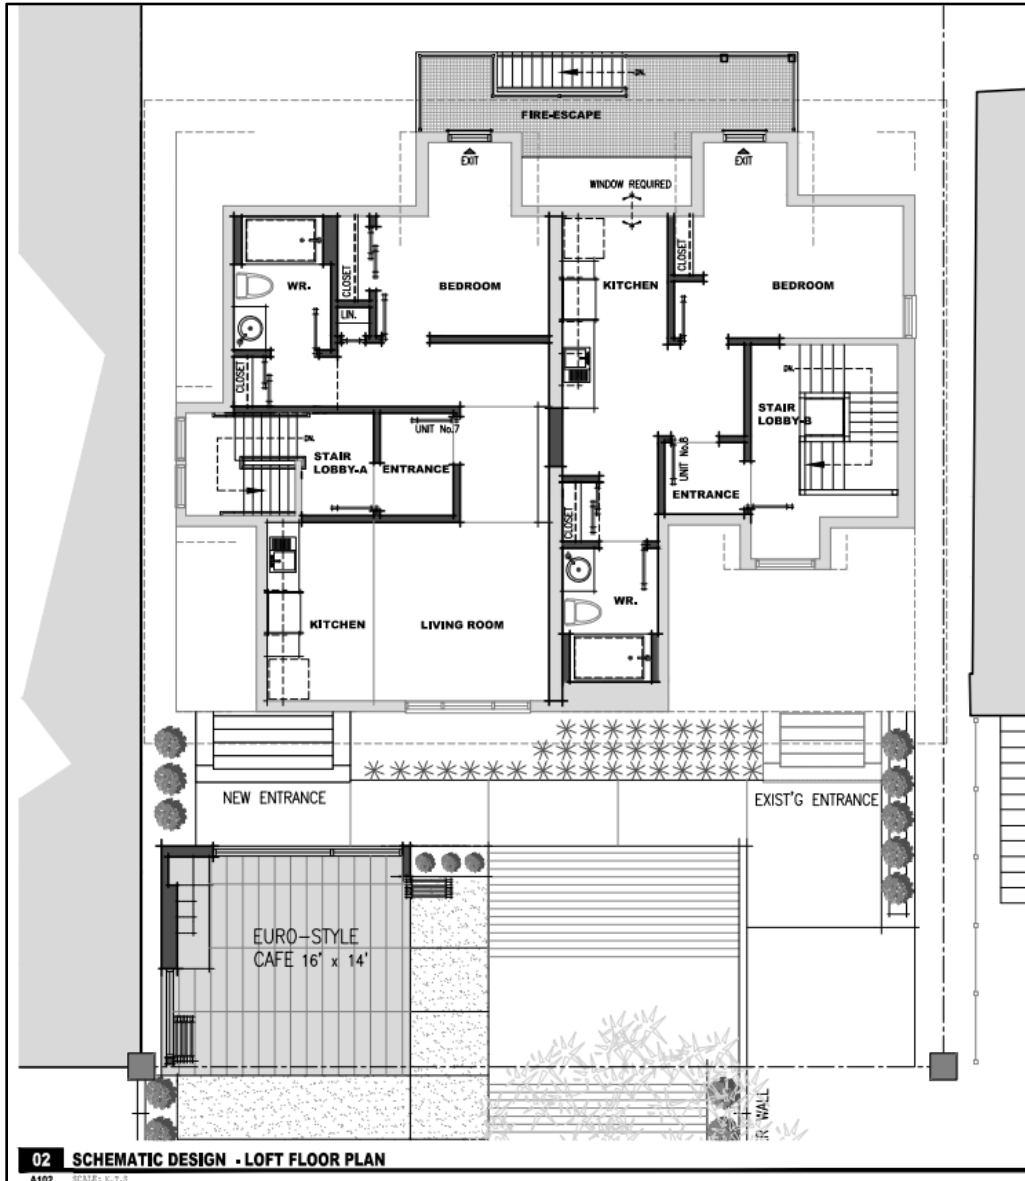 DN.
FIRE-ESCAPE
EXIT
EXIT
WINDOW REQUIRED
WR.
CLOSET
BEDROOM
KITCHEN
CLOSET
BEDROOM
LIN.
CLOSET
DN.
UNIT No.7
STAIR
LOBBY-A
ENTRANCE
DN.
STAIR
LOBBY-B
UNIT No.8
ENTRANCE
CLOSET
WR.
KITCHEN
LIVING ROOM
NEW ENTRANCE
EXIST'G ENTRANCE
EURO-STYLE
CAFE 16' x 14'
WALL
02 SCHEMATIC DESIGN - LOFT FLOOR PLAN
A102 SCALE: N.T.S